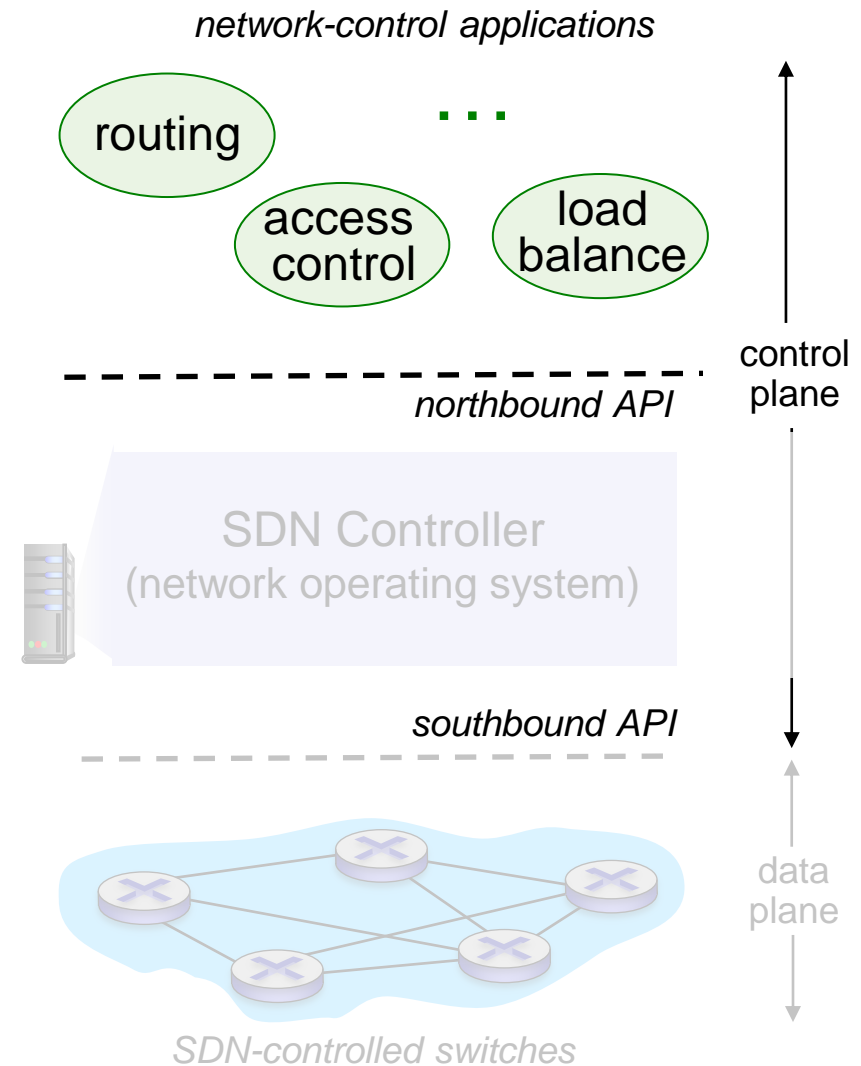 network-control applications
routing
. . .
access
control
load
balance
control
plane
northbound API
SDN Controller
(network operating system)
southbound API
data
plane
SDN-controlled switches